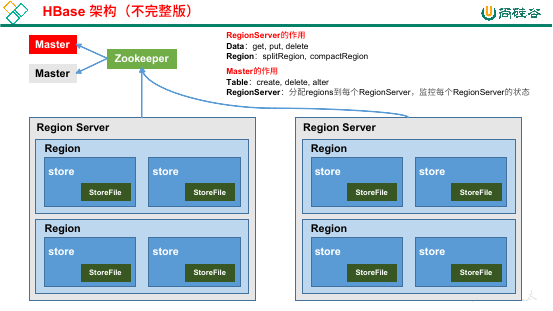 HBase 架构（不完整版）
尚硅谷
RegionServer的作用
Data：get, put, delete
Region：splitRegion, compactRegion
Master的作用
Table：create, delete, alter
RegionServer：分配regions到每个RegionServer，监控每个RegionServer的状态
Master
Master
Zookeeper
Region Server
Region
store
StoreFile
store
StoreFile
Region
store
StoreFile
store
StoreFile
Region Server
Region
store
StoreFile
store
StoreFile
Region
store
StoreFile
store
StoreFile